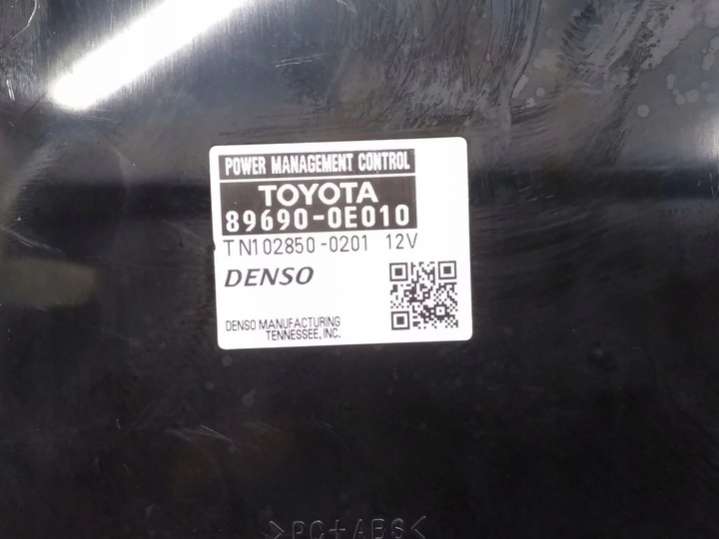 POWER MANAGEMENT CONTROL
TOYOTA
89690-0E010
TN102850-0201 12V
DENSO
DENSO MANUFACTURING
TENNESSEE, INC.
>PC+ABS<